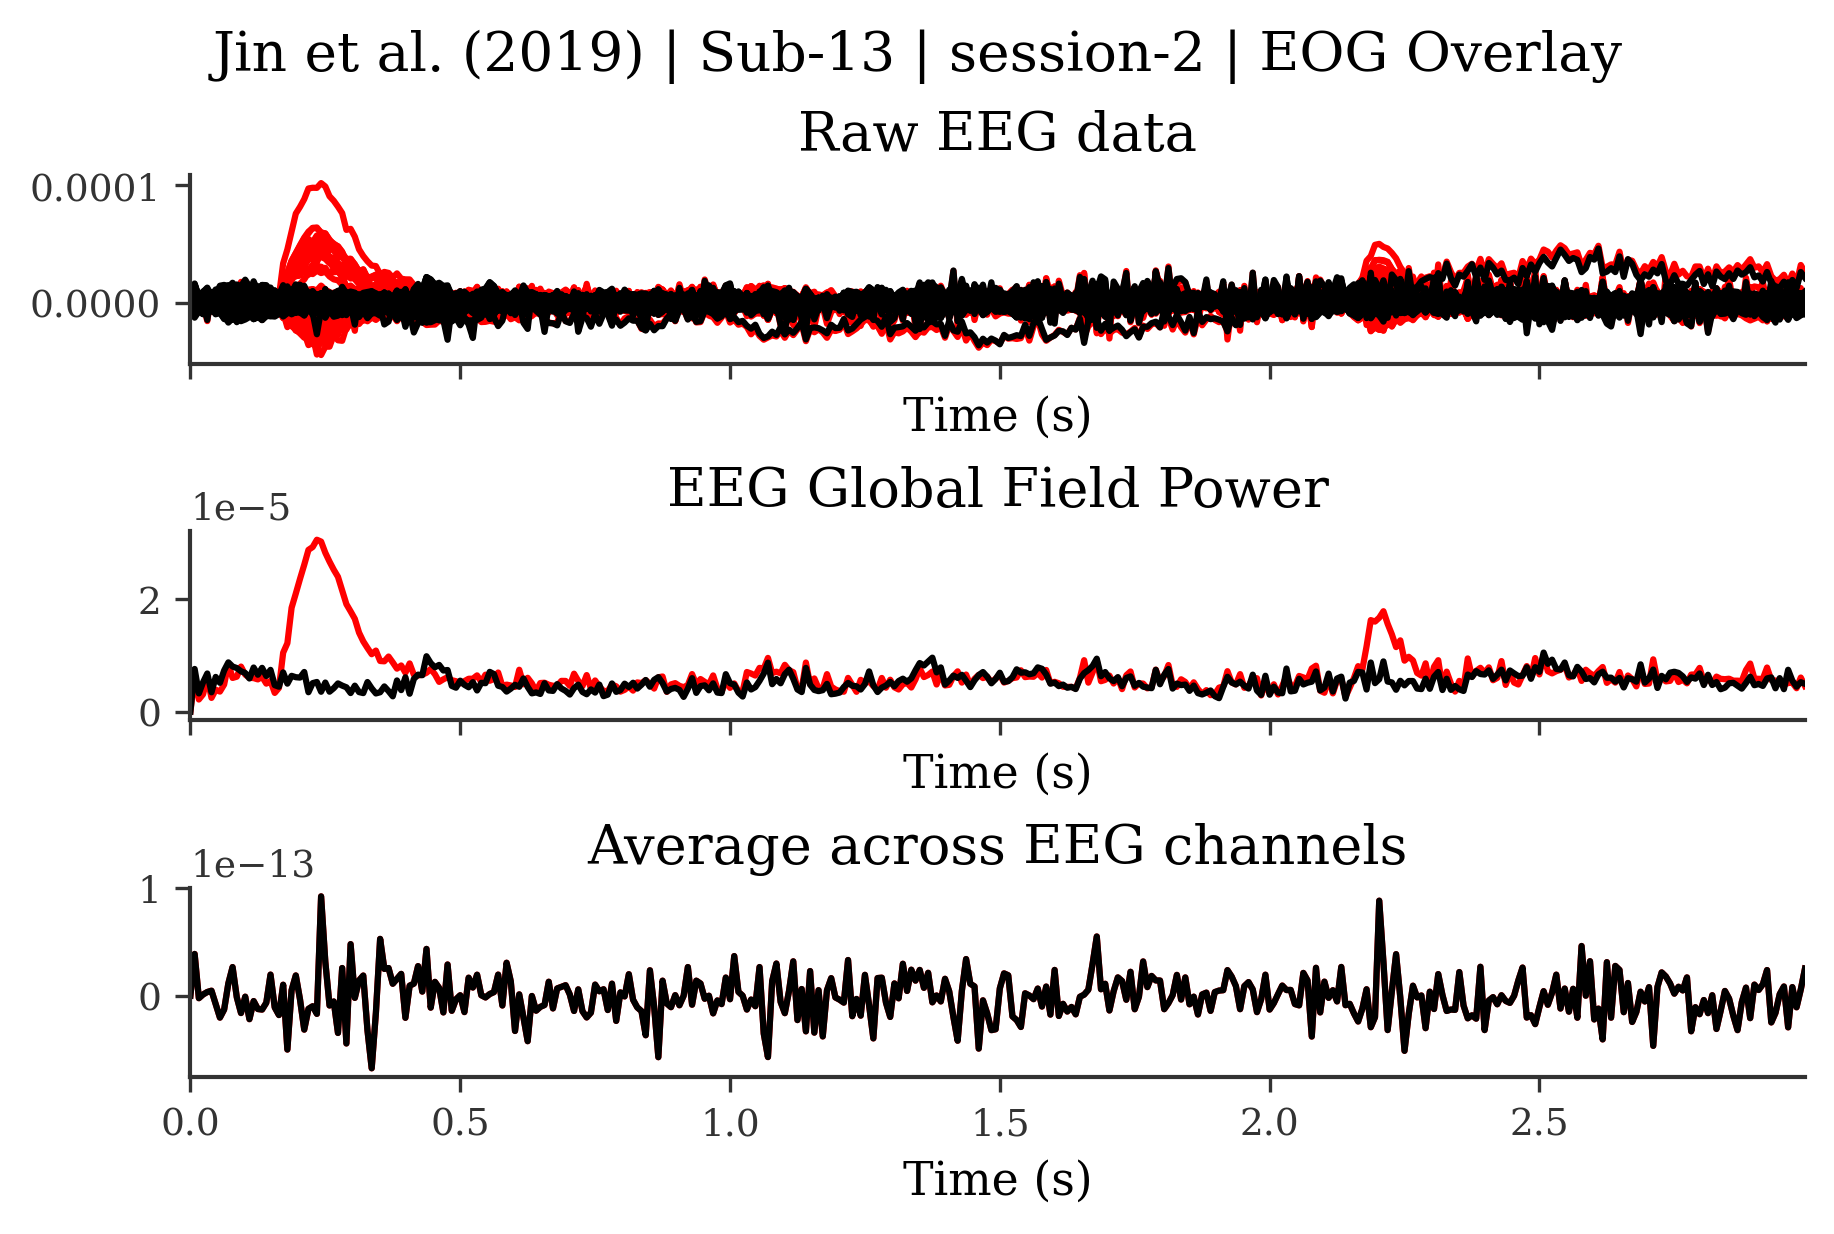 Jin et al. (2019) | Sub-13 | session-2 | EOG Overlay
Raw EEG data
0.0001
0.0000
Time (s)
EEG Global Field Power
1e−5
2
0
Time (s)
Average across EEG channels
1e−13
1
0
0.0 0.5 1.0 1.5 2.0 2.5
Time (s)